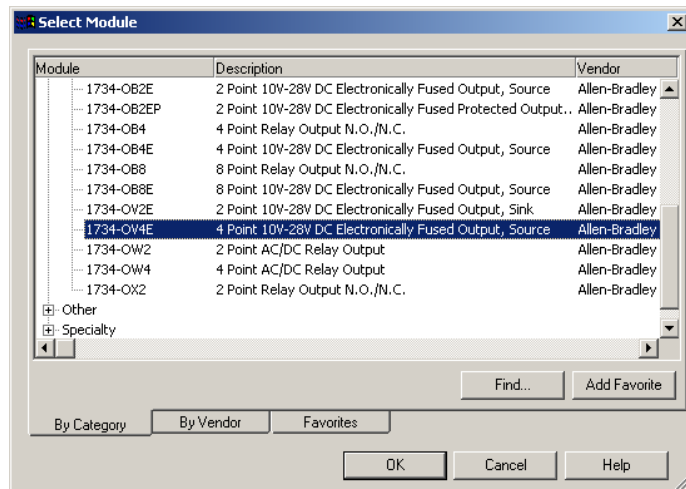 Select Module
Module Description Vendor
1734-OB2E 2 Point 10V-28V DC Electronically Fused Output, Source Allen-Bradley
1734-OB2EP 2 Point 10V-28V DC Electronically Fused Protected Output.. Allen-Bradley
1734-OB4 4 Point Relay Output N.O./N.C. Allen-Bradley
1734-OB4E 4 Point 10V-28V DC Electronically Fused Output, Source Allen-Bradley
1734-OB8 8 Point Relay Output N.O./N.C. Allen-Bradley
1734-OB8E 8 Point 10V-28V DC Electronically Fused Output, Source Allen-Bradley
1734-OV2E 2 Point 10V-28V DC Electronically Fused Output, Sink Allen-Bradley
1734-OV4E 4 Point 10V-28V DC Electronically Fused Output, Source Allen-Bradley
1734-OW2 2 Point AC/DC Relay Output Allen-Bradley
1734-OW4 4 Point AC/DC Relay Output Allen-Bradley
1734-OX2 2 Point Relay Output N.O./N.C. Allen-Bradley
Other
Specialty
Find... Add Favorite
By Category By Vendor Favorites
OK Cancel Help